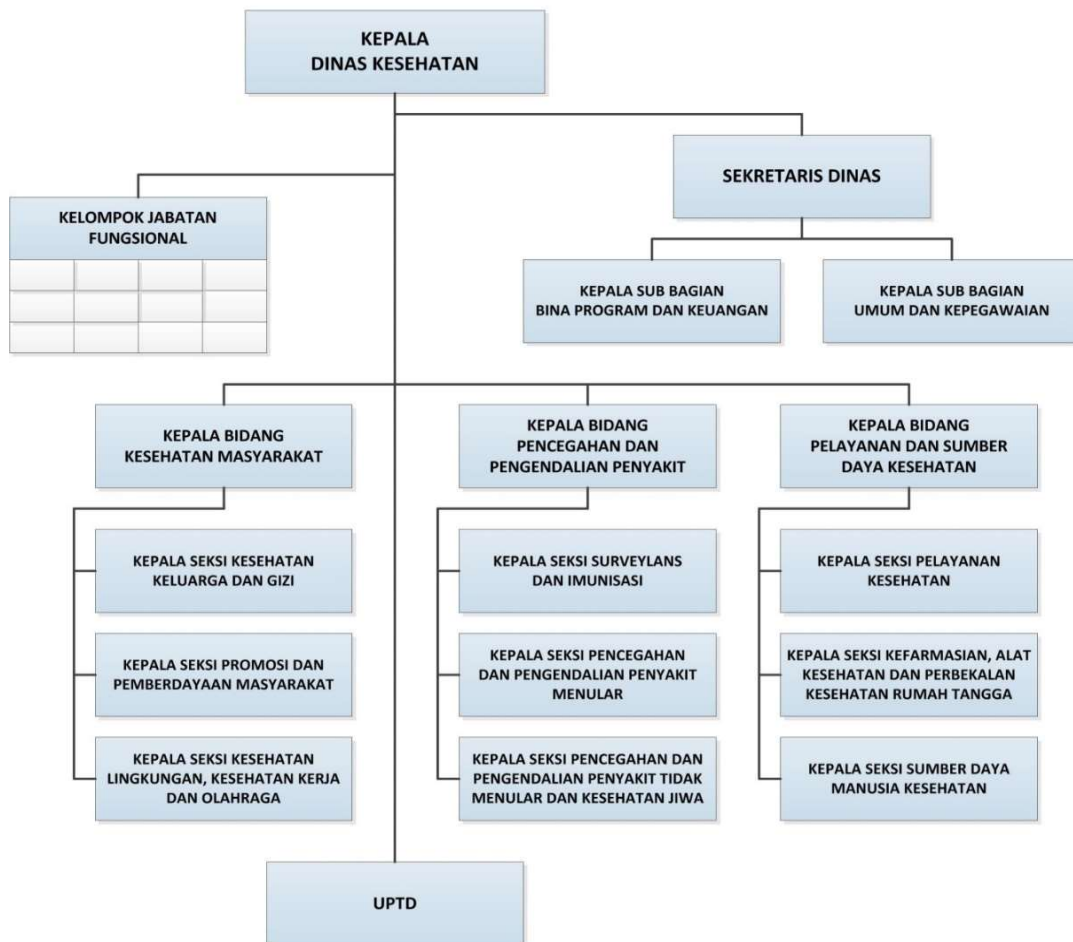 KEPALA
DINAS KESEHATAN
SEKRETARIS DINAS
KELOMPOK JABATAN
FUNGSIONAL
KEPALA SUB BAGIAN
BINA PROGRAM DAN KEUANGAN
KEPALA SUB BAGIAN
UMUM DAN KEPEGAWAIAN
KEPALA BIDANG
KESEHATAN MASYARAKAT
KEPALA BIDANG
PENCEGAHAN DAN
PENGENDALIAN PENYAKIT
KEPALA BIDANG
PELAYANAN DAN SUMBER
DAYA KESEHATAN
KEPALA SEKSI KESEHATAN
KELUARGA DAN GIZI
KEPALA SEKSI SURVEYLANS
DAN IMUNISASI
KEPALA SEKSI PELAYANAN
KESEHATAN
KEPALA SEKSI PROMOSI DAN
PEMBERDAYAAN MASYARAKAT
KEPALA SEKSI PENCEGAHAN
DAN PENGENDALIAN PENYAKIT
MENULAR
KEPALA SEKSI KEFARMASIAN, ALAT
KESEHATAN DAN PERBEKALAN
KESEHATAN RUMAH TANGGA
KEPALA SEKSI KESEHATAN
LINGKUNGAN, KESEHATAN KERJA
DAN OLAHRAGA
KEPALA SEKSI PENCEGAHAN DAN
PENGENDALIAN PENYAKIT TIDAK
MENULAR DAN KESEHATAN JIWA
KEPALA SEKSI SUMBER DAYA
MANUSIA KESEHATAN
UPTD